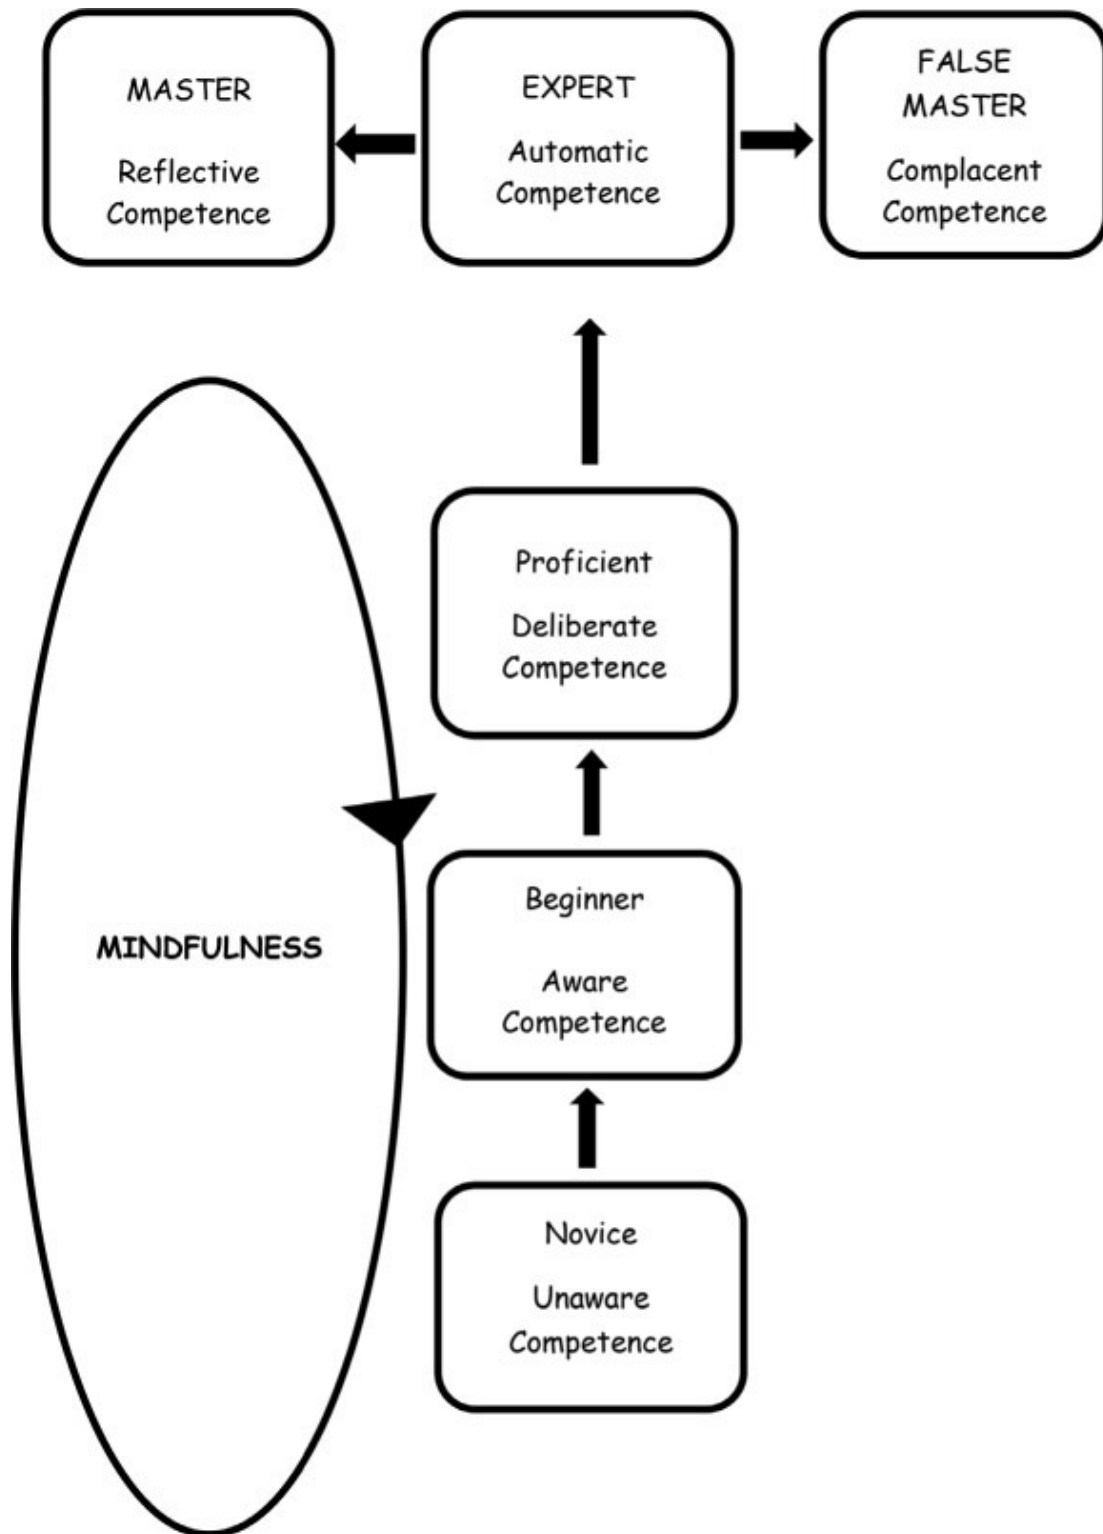 MASTER
Reflective
Competence
EXPERT
Automatic
Competence
FALSE
MASTER
Complacent
Competence
Proficient
Deliberate
Competence
MINDFULNESS
Beginner
Aware
Competence
Novice
Unaware
Competence